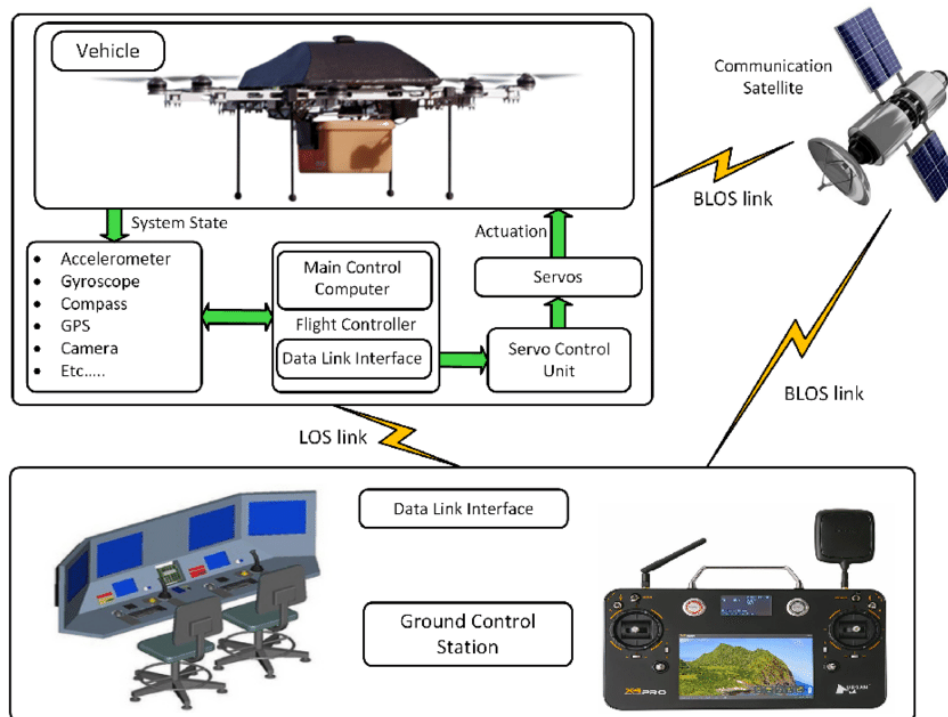 Vehicle
Communication
Satellite
BLOS link
System State
Actuation
Accelerometer
Gyroscope
Compass
GPS
Camera
Etc.....
Main Control
Computer
Flight Controller
Data Link Interface
Servos
Servo Control
Unit
LOS link
BLOS link
Data Link Interface
Ground Control
Station
PRO